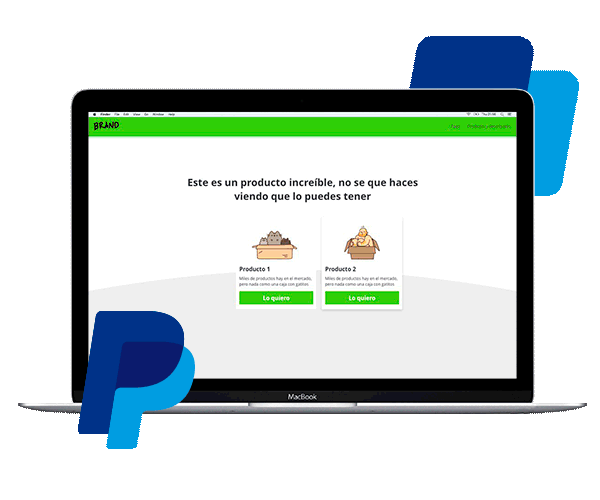 Finder File Edit View Go Window Help
BRAND
Este es un producto increíble, no se que haces
viendo que lo puedes tener
Producto 1
Miles de productos hay en el mercado,
pero nada como una caja con gatitos
Lo quiero
Producto 2
Miles de productos hay en el mercado,
pero nada como una caja con gatitos
Lo quiero
MacBook